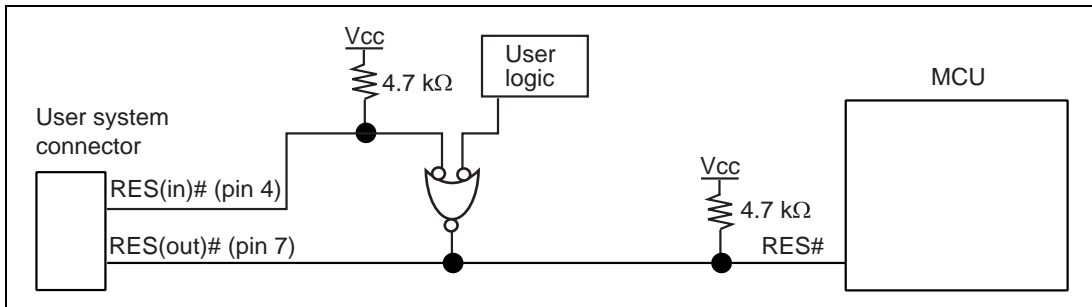 Vcc
4.7 kΩ
User
logic
MCU
User system
connector
RES(in)# (pin 4)
Vcc
4.7 kΩ
RES(out)# (pin 7)
RES#